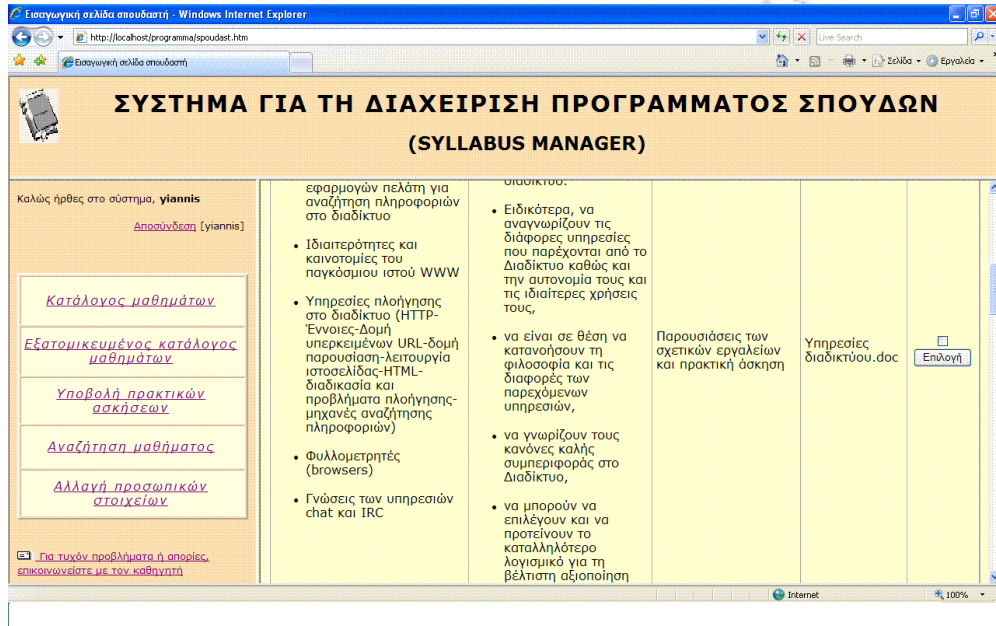 Εισαγωγική σελίδα σπουδαστή - Windows Internet Explorer
http://localhost/programma/spoudast.htm
Live Search
Εισαγωγική σελίδα σπουδαστή
Σελίδα
Εργαλεία
ΣΥΣΤΗΜΑ ΓΙΑ ΤΗ ΔΙΑΧΕΙΡΙΣΗ ΠΡΟΓΡΑΜΜΑΤΟΣ ΣΠΟΥΔΩΝ
(SYLLABUS MANAGER)
Καλώς ήρθες στο σύστημα, yiannis
Αποσύνδεση [yiannis]
Κατάλογος μαθημάτων
Εξατομικευμένος κατάλογος
μαθημάτων
Υποβολή πρακτικών
ασκήσεων
Αναζήτηση μαθήματος
Αλλαγή προσωπικών
στοιχείων
Για τυχόν προβλήματα ή απορίες,
επικοινωνείστε με τον καθηγητή
εφαρμογών πελάτη για
αναζήτηση πληροφοριών
στο διαδίκτυο
• Ιδιαιτερότητες και
καινοτομίες του
παγκόσμιου ιστού WWW
• Υπηρεσίες πλοήγησης
στο διαδίκτυο (HTTP-
Έννοιες-Δομή
υπερκειμένων URL-δομή
παρουσίαση-λειτουργία
ιστοσελίδας-HTML-
διαδικασία και
προβλήματα πλοήγησης-
μηχανές αναζήτησης
πληροφοριών)
• Φυλλομετρητές
(browsers)
• Γνώσεις των υπηρεσιών
chat και IRC
• Ειδικότερα, να
αναγνωρίζουν τις
διάφορες υπηρεσίες
που παρέχονται από το
Διαδίκτυο καθώς και
την αυτονομία τους και
τις ιδιαίτερες χρήσεις
τους,
• να είναι σε θέση να
κατανοήσουν τη
φιλοσοφία και τις
διαφορές των
παρεχόμενων
υπηρεσιών,
• να γνωρίζουν τους
κανόνες καλής
συμπεριφοράς στο
Διαδίκτυο,
• να μπορούν να
επιλέγουν και να
προτείνουν το
καταλληλότερο
λογισμικό για τη
βέλτιστη αξιοποίηση
Παρουσιάσεις των
σχετικών εργαλείων
και πρακτική άσκηση
Υπηρεσίες
διαδικτύου.doc
Επιλογή
Internet
100%